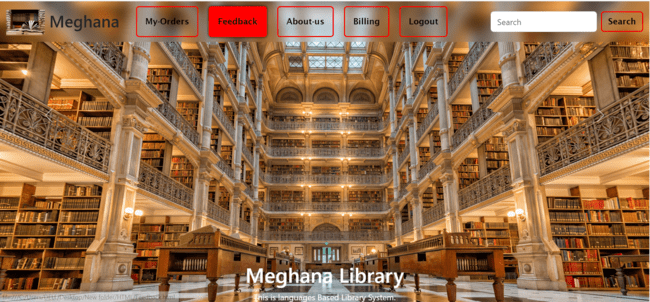 Meghana
My-Orders
Feedback
About-us
Billing
Logout
Search
Search
Meghana Library
This is languages Based Library System.